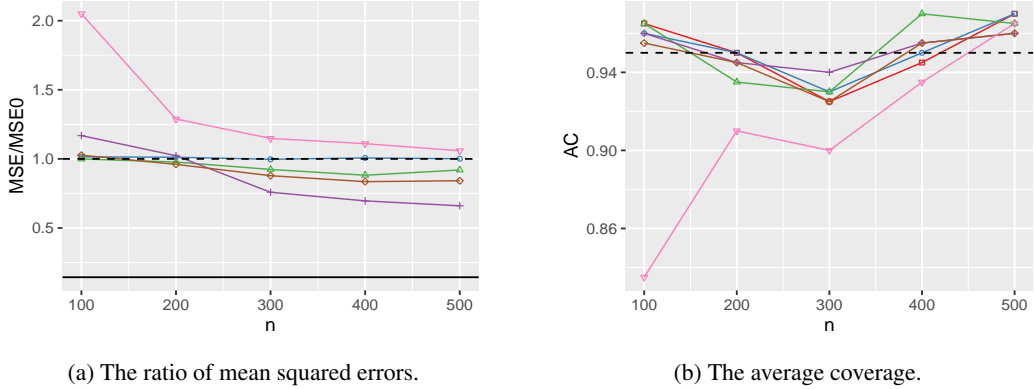 2.0
1.5
1.0
0.5
MSE/MSE0
100 200 300 400 500
n
(a) The ratio of mean squared errors.
0.94
0.90
0.86
AC
100 200 300 400 500
n
(b) The average coverage.